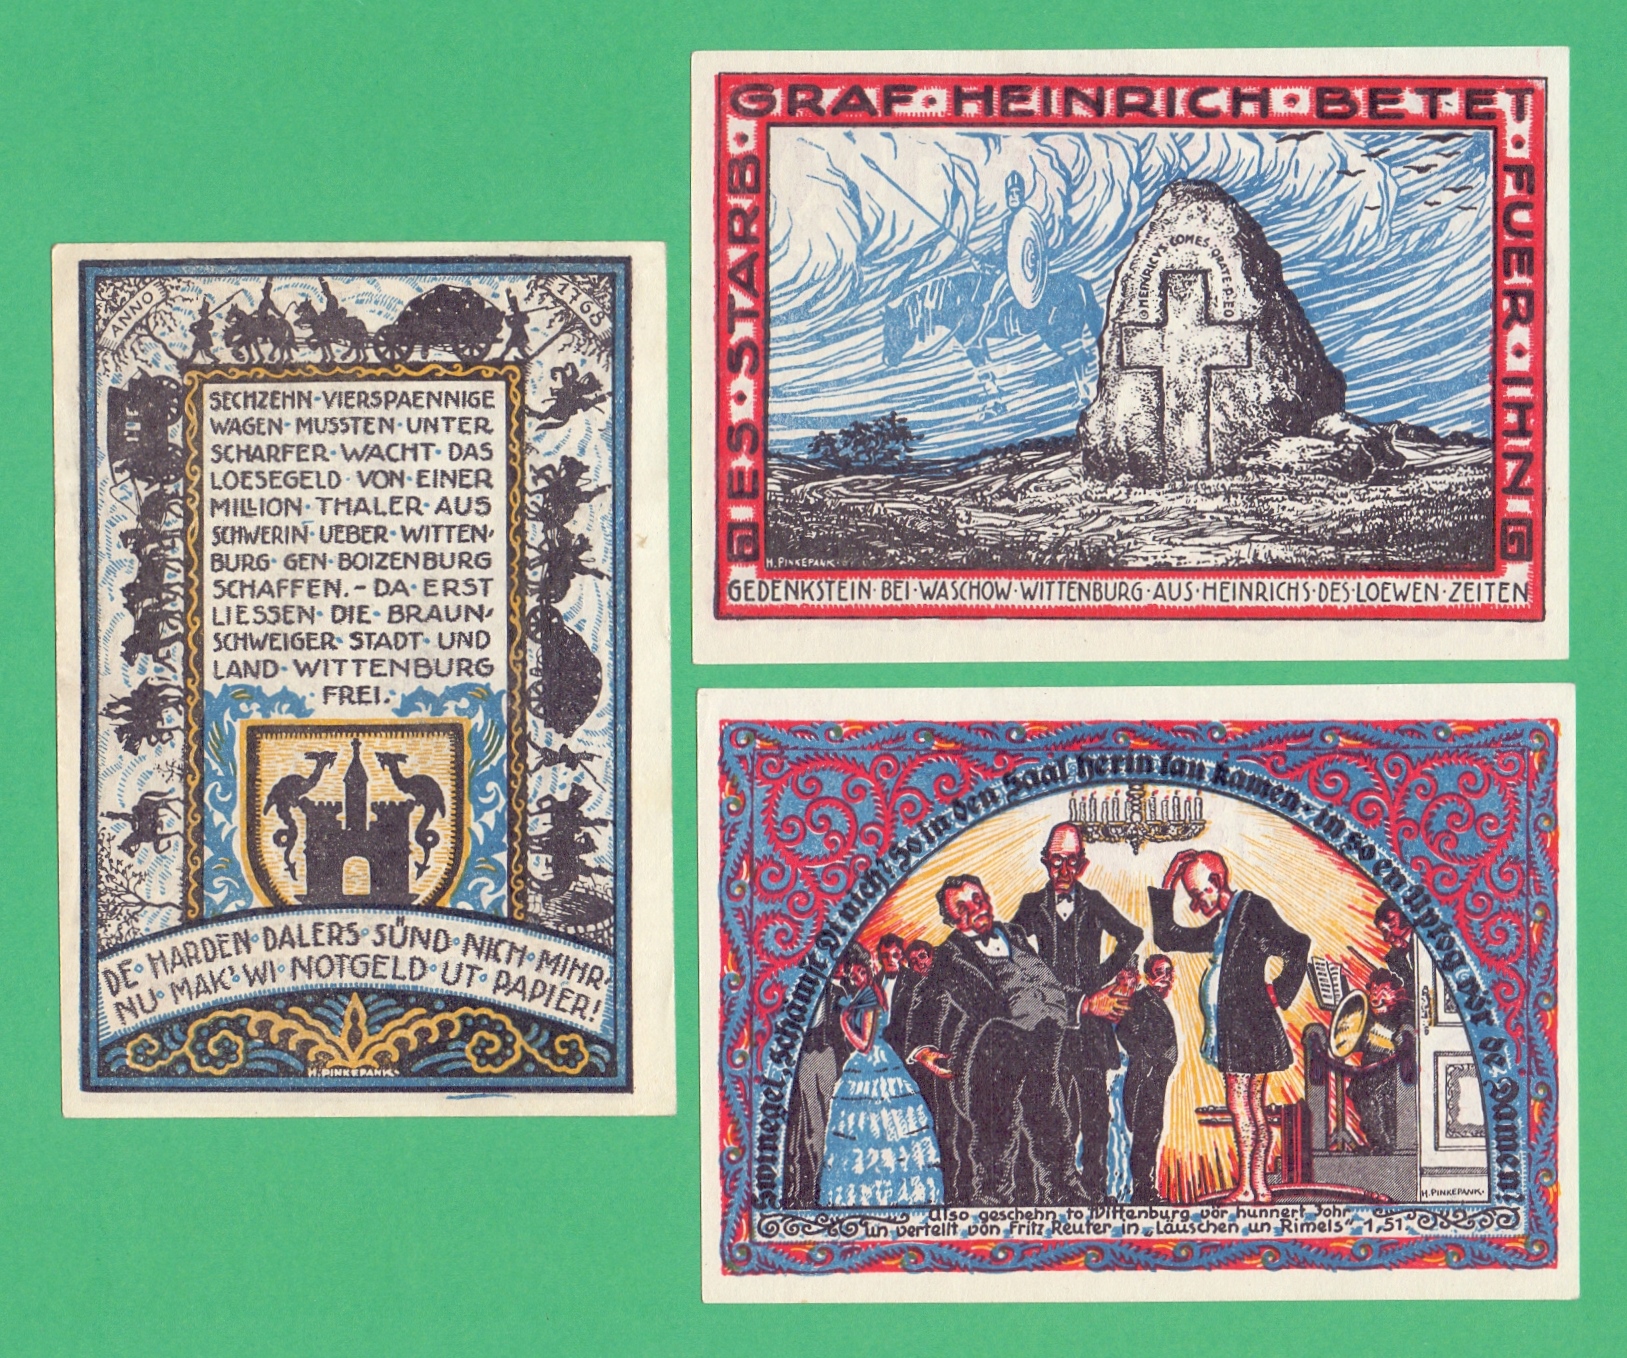 ANNO 1768
SECHZEHN·VIERSPAENNIGE
WAGEN·MUSSTEN·UNTER
SCHARFER·WACHT·DAS
LOESEGELD·VON·EINER
MILLION·THALER·AUS
SCHWERIN·UEBER·WITTEN-
BURG·GEN·BOIZENBURG
SCHAFFEN.-DA·ERST
LIESSEN·DIE·BRAUN-
SCHWEIGER·STADT·UND
LAND·WITTENBURG
·FREI.·
DE·HARDEN·DALERS·SÜND·NICH·MIHR,
NU·MAK'WI·NOTGELD·UT·PAPIER!
H.PINKEPANK.
ES·STARB·GRAF·HEINRICH·BETET·FUER·IHN
HEINRICVS·COMES·ORATE·DEO
H.PINKEPANK
GEDENKSTEIN·BEI·WASCHOW·WITTENBURG·AUS·HEINRICHS·DES·LOEWEN·ZEITEN
Swinegel, schämst Di nich? So in den Saal herin tau kamen - in so en Uptog vör de Damen!
H.PINKEPANK.
Also geschehn to Wittenburg vör hunnert Johr
un vertellt von Fritz Reuter in „Läuschen un Rimels" 1,51.